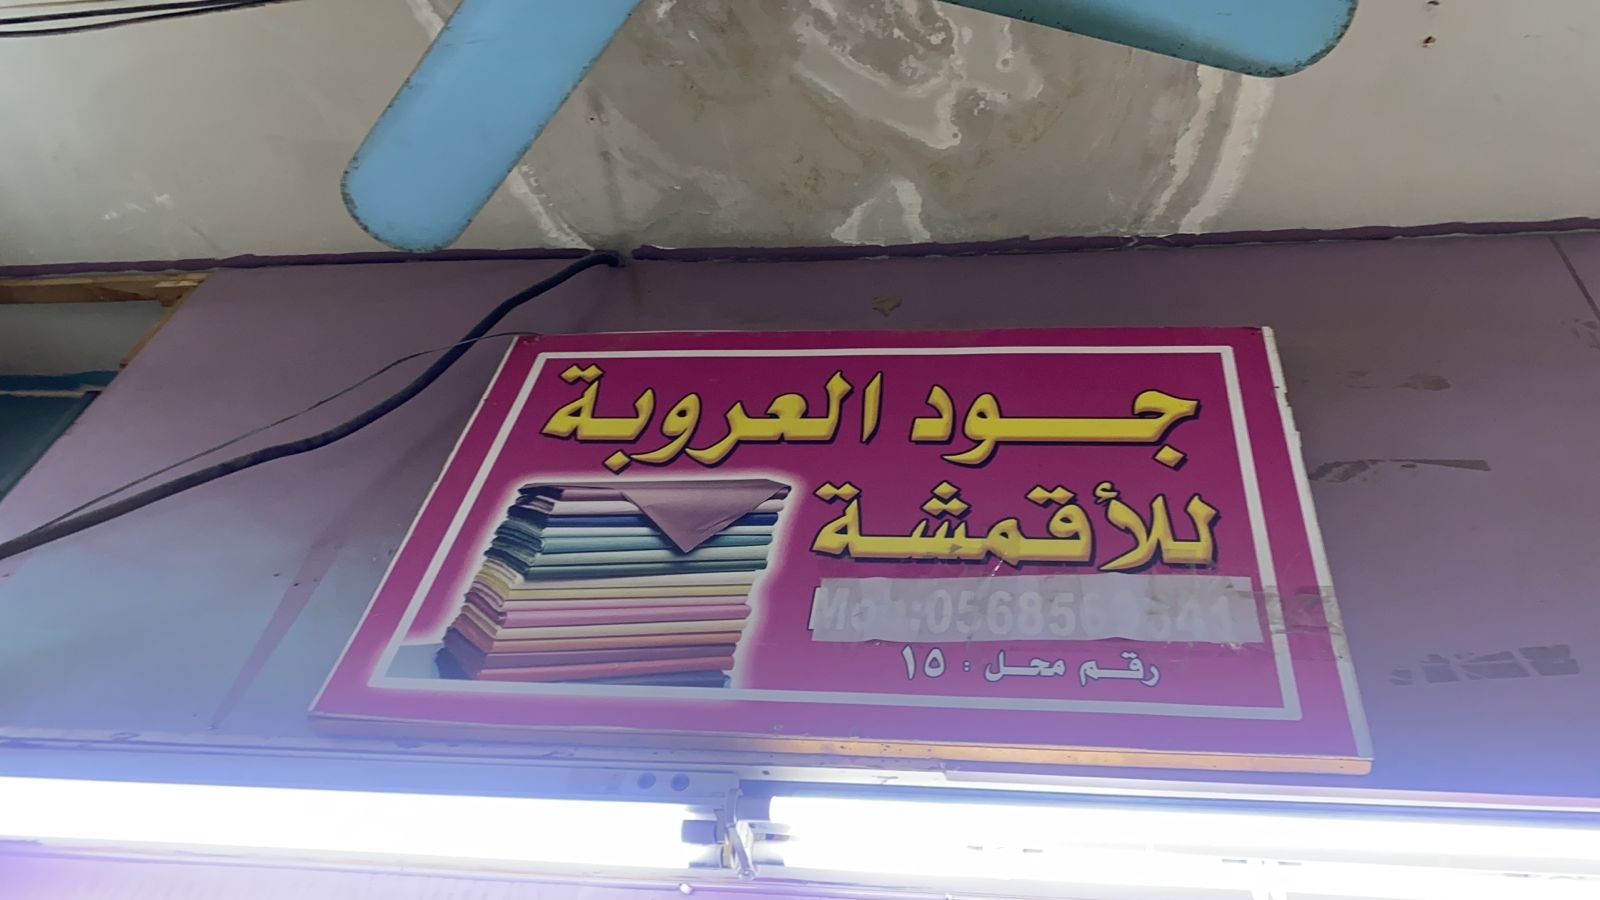 جود العروبة
للأقمشة
رقم محل : ١٥